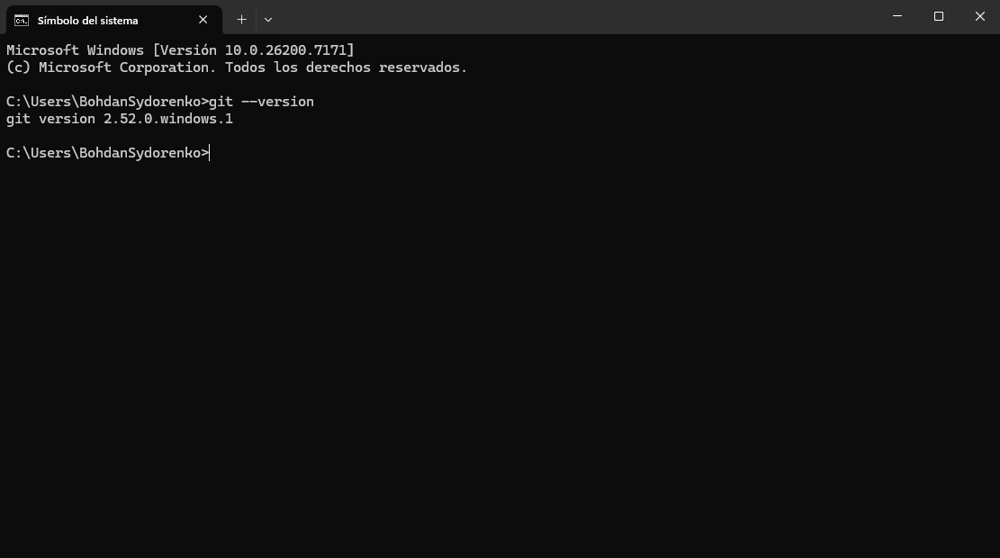 Símbolo del sistema
Microsoft Windows [Versión 10.0.26200.7171]
(c) Microsoft Corporation. Todos los derechos reservados.
C:\Users\BohdanSydorenko>git --version
git version 2.52.0.windows.1
C:\Users\BohdanSydorenko>